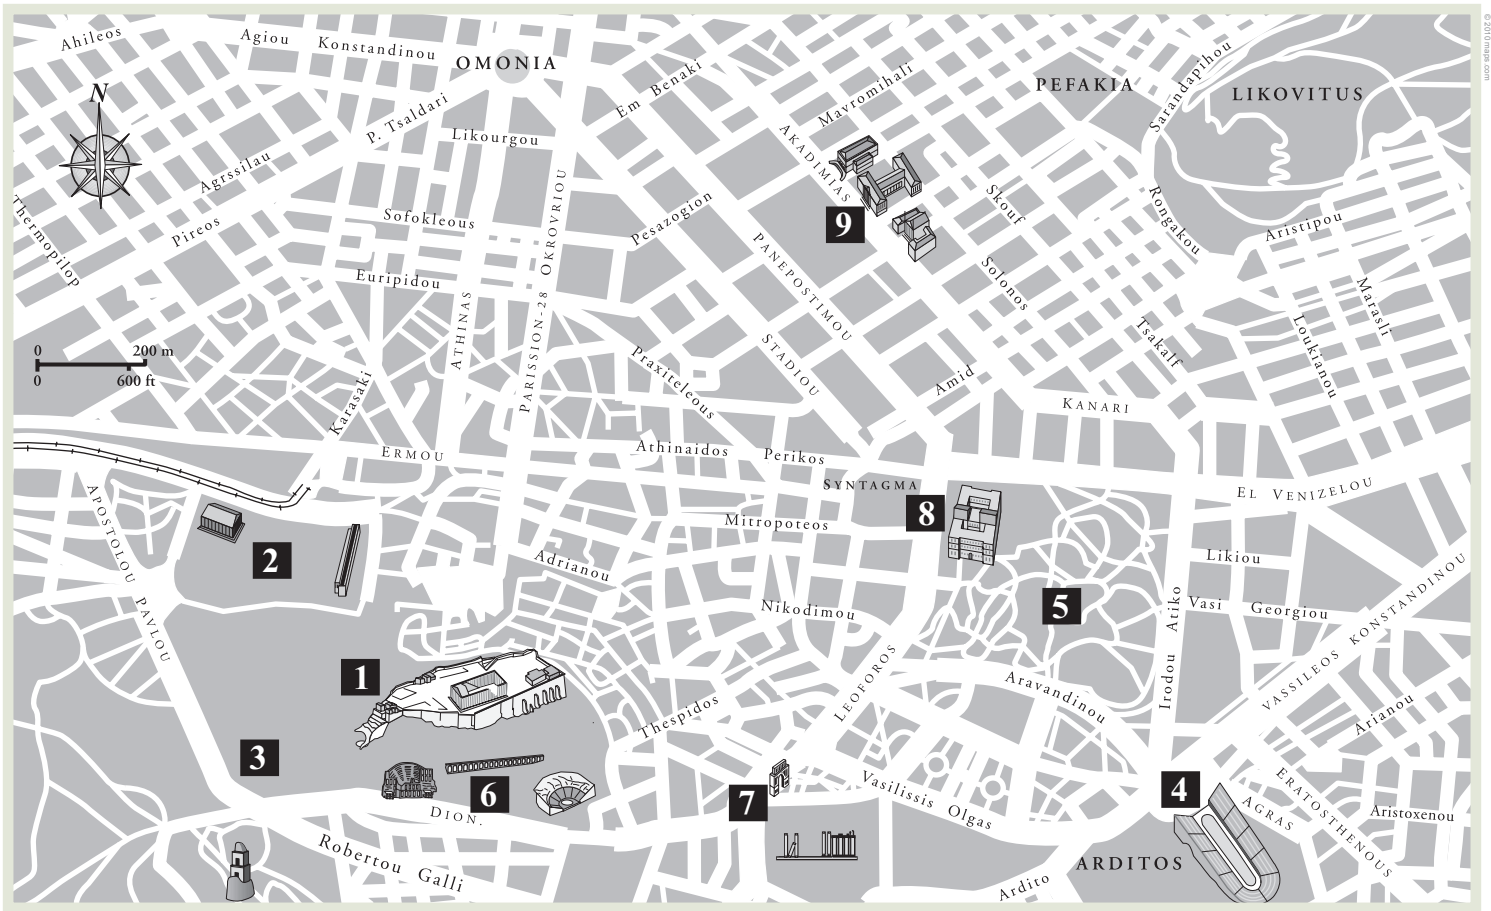 Ahileos
Agiou Konstandinou
OMONIA
Em Benaki
Mavromihali
PEFAKIA
Sarandapihou
LIKOVITUS
© 2010 maps.com
N
P. Tsaldari
Likourgou
AKADIMIAS
Agrssilau
Thermopilop
Pireos
Sofokleous
PARISSION-28 OKROVRIOU
Pesazogion
9
Skouf
Rongakou
Aristipou
Euripidou
ATHINAS
PANEPOSTIMOU
Solonos
Marasli
Loukianou
Tsakalf
0 200 m
0 600 ft
Karasaki
Praxiteleous
STADIOU
Amid
KANARI
ERMOU
Athinaidos
Perikos
SYNTAGMA
EL VENIZELOU
APOSTOLOU PAVLOU
2
Mitropoteos
8
Adrianou
Likiou
Nikodimou
5
Irodou Atiko
Vasi Georgiou
VASSILEOS KONSTANDINOU
1
LEOFOROS
Aravandinou
Thespidos
Arianou
3
6
7
Vasilissis Olgas
4
AGRAS
ERATOSTHENOUS
Aristoxenou
DION.
Robertou Galli
ARDITOS
Ardito